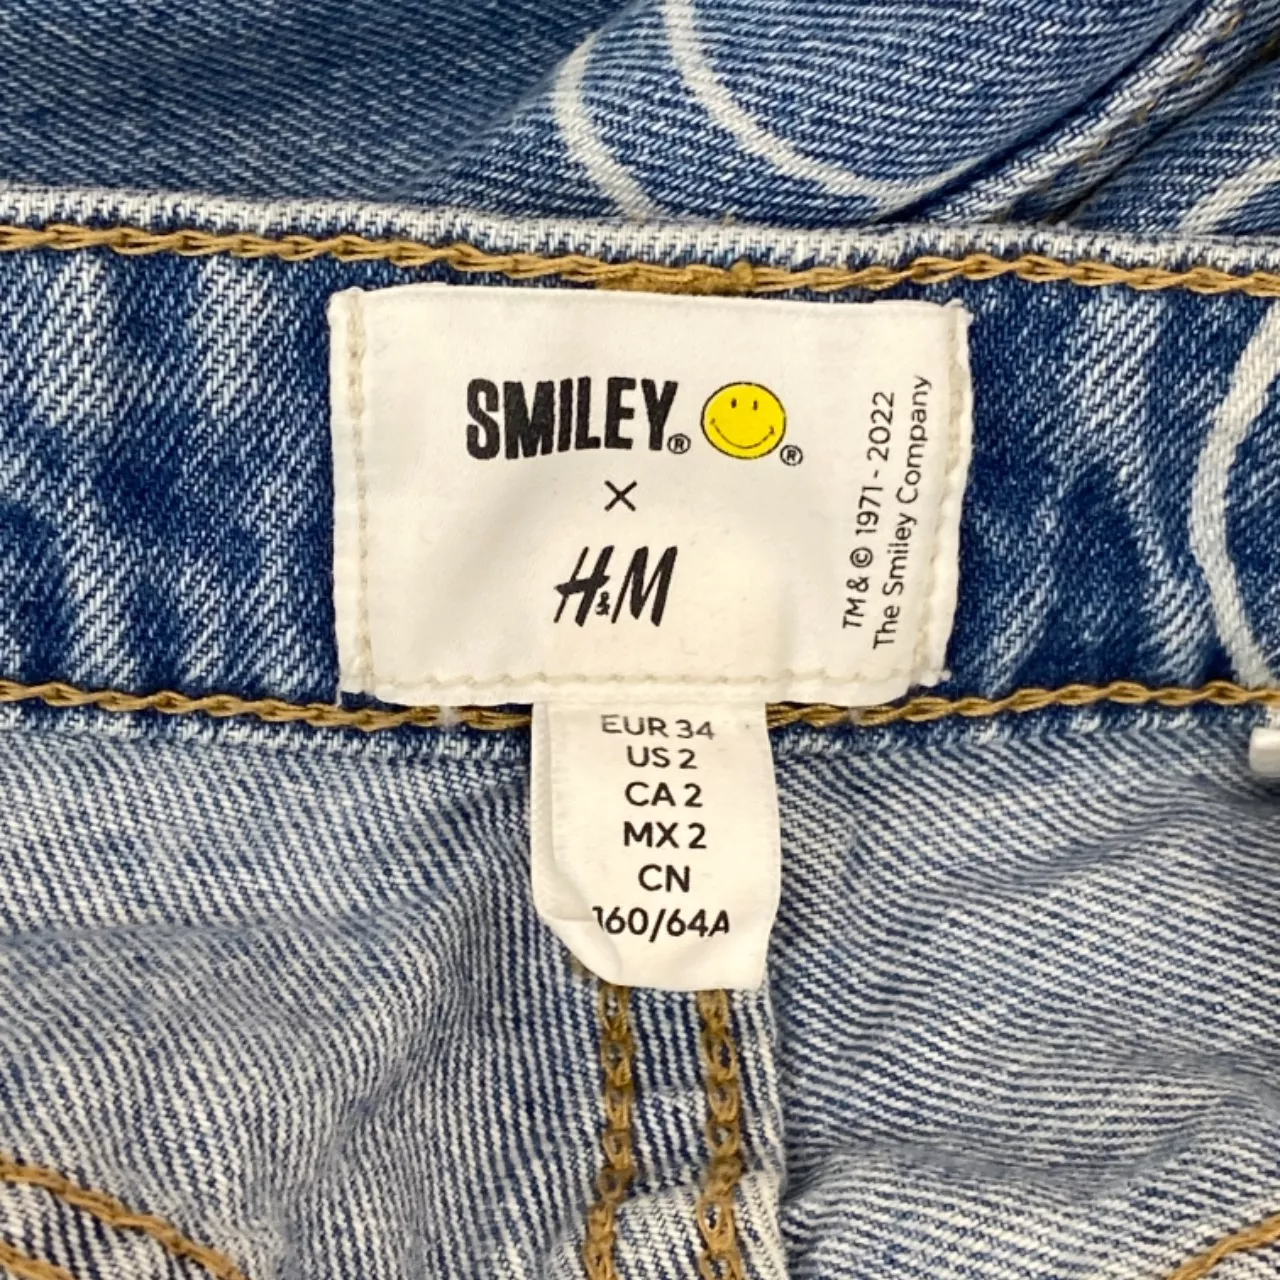 SMILEY® ®
×
H&M
TM & © 1971 - 2022
The Smiley Company
EUR 34
US 2
CA 2
MX 2
CN
160/64A